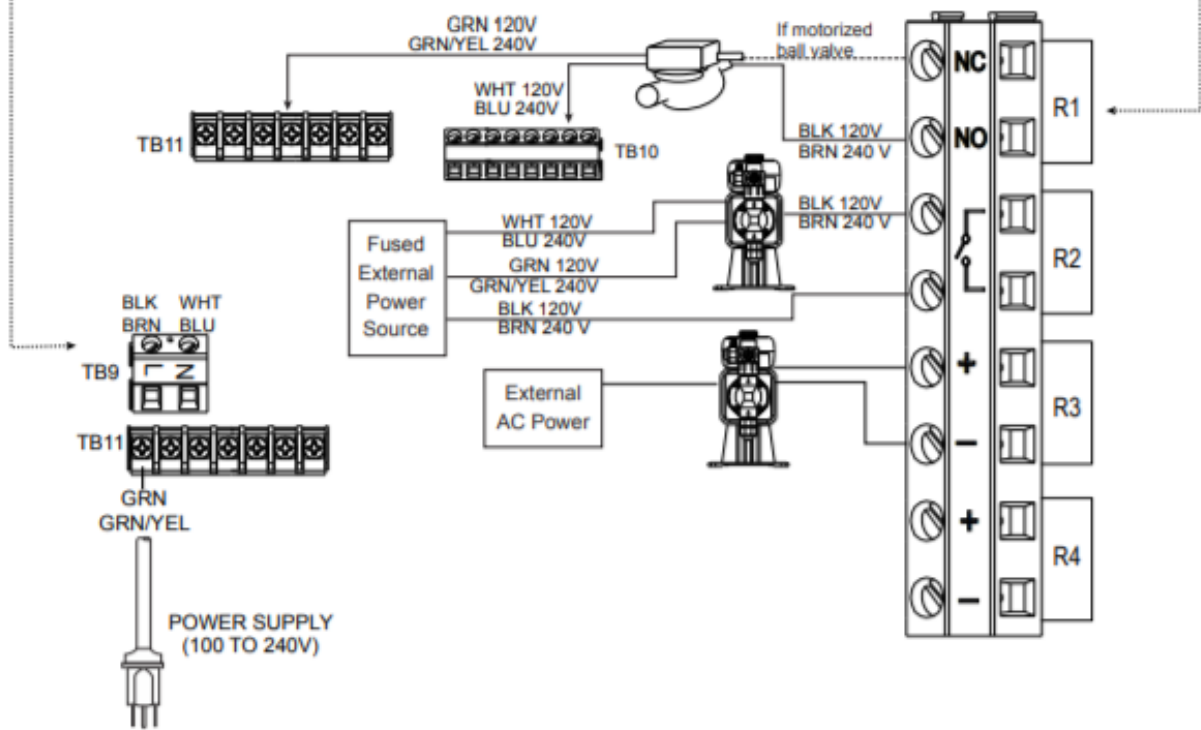 GRN 120V
GRN/YEL 240V
If motorized
ball valve
NC
R1
WHT 120V
BLU 240V
TB11
TB10
BLK 120V
BRN 240 V
NO
BLK 120V
BRN 240 V
WHT 120V
BLU 240V
Fused
External
Power
Source
GRN 120V
GRN/YEL 240V
BLK 120V
BRN 240 V
R2
BLK WHT
BRN BLU
TB9
L N
External
AC Power
+
R3
TB11
–
GRN
GRN/YEL
+
R4
–
POWER SUPPLY
(100 TO 240V)